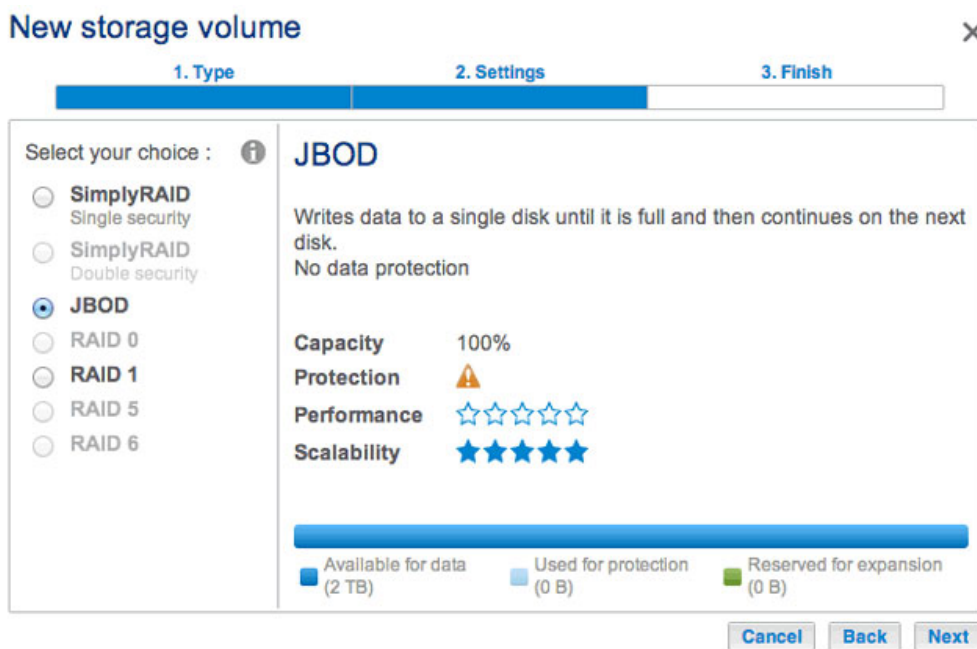 New storage volume
1. Type 2. Settings 3. Finish
Select your choice :
SimplyRAID
Single security
SimplyRAID
Double security
JBOD
RAID 0
RAID 1
RAID 5
RAID 6
JBOD
Writes data to a single disk until it is full and then continues on the next
disk.
No data protection
Capacity 100%
Protection
Performance
Scalability
Available for data
(2 TB)
Used for protection
(0 B)
Reserved for expansion
(0 B)
Cancel Back Next